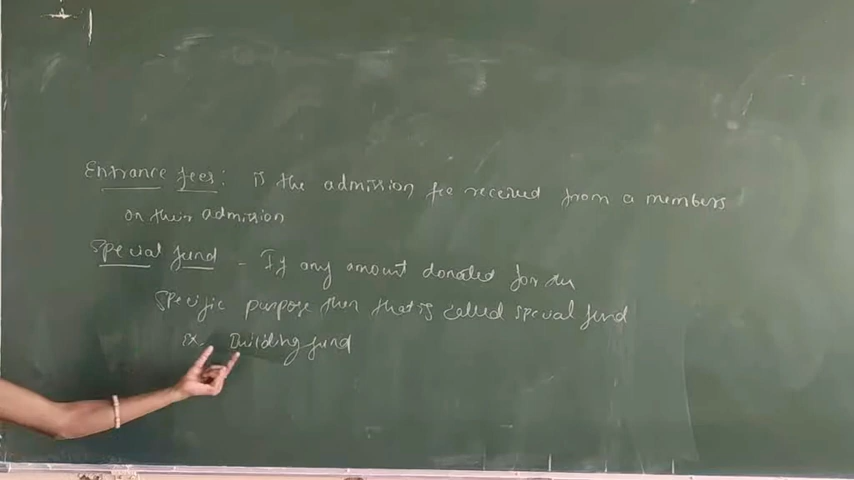 Entrance fees: is the admission fee received from a members
on their admission
Special fund - If any amount donated for the
specific purpose then that is called special fund
Ex. Building fund